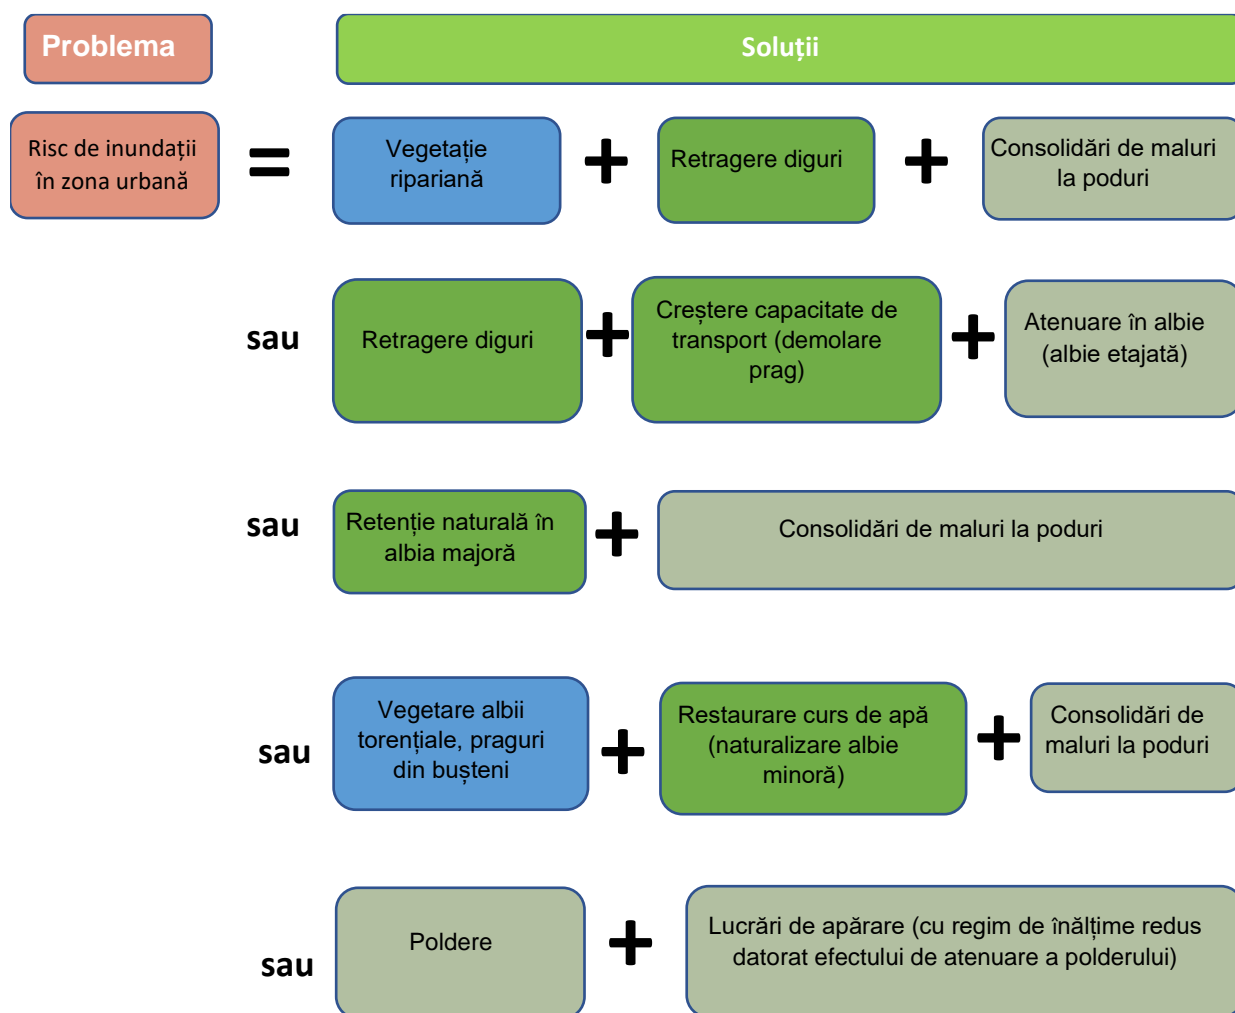 Problema
Soluții
Risc de inundații
în zona urbană
=
Vegetație
ripariană
+
Retragere diguri
+
Consolidări de maluri
la poduri
sau
Retragere diguri
+
Creștere capacitate de
transport (demolare
prag)
+
Atenuare în albie
(albie etajată)
sau
Retenție naturală în
albia majoră
+
Consolidări de maluri la poduri
sau
Vegetare albii
torențiale, praguri
din bușteni
+
Restaurare curs de apă
(naturalizare albie
minoră)
+
Consolidări de
maluri la poduri
sau
Poldere
+
Lucrări de apărare (cu regim de înălțime redus
datorat efectului de atenuare a polderului)